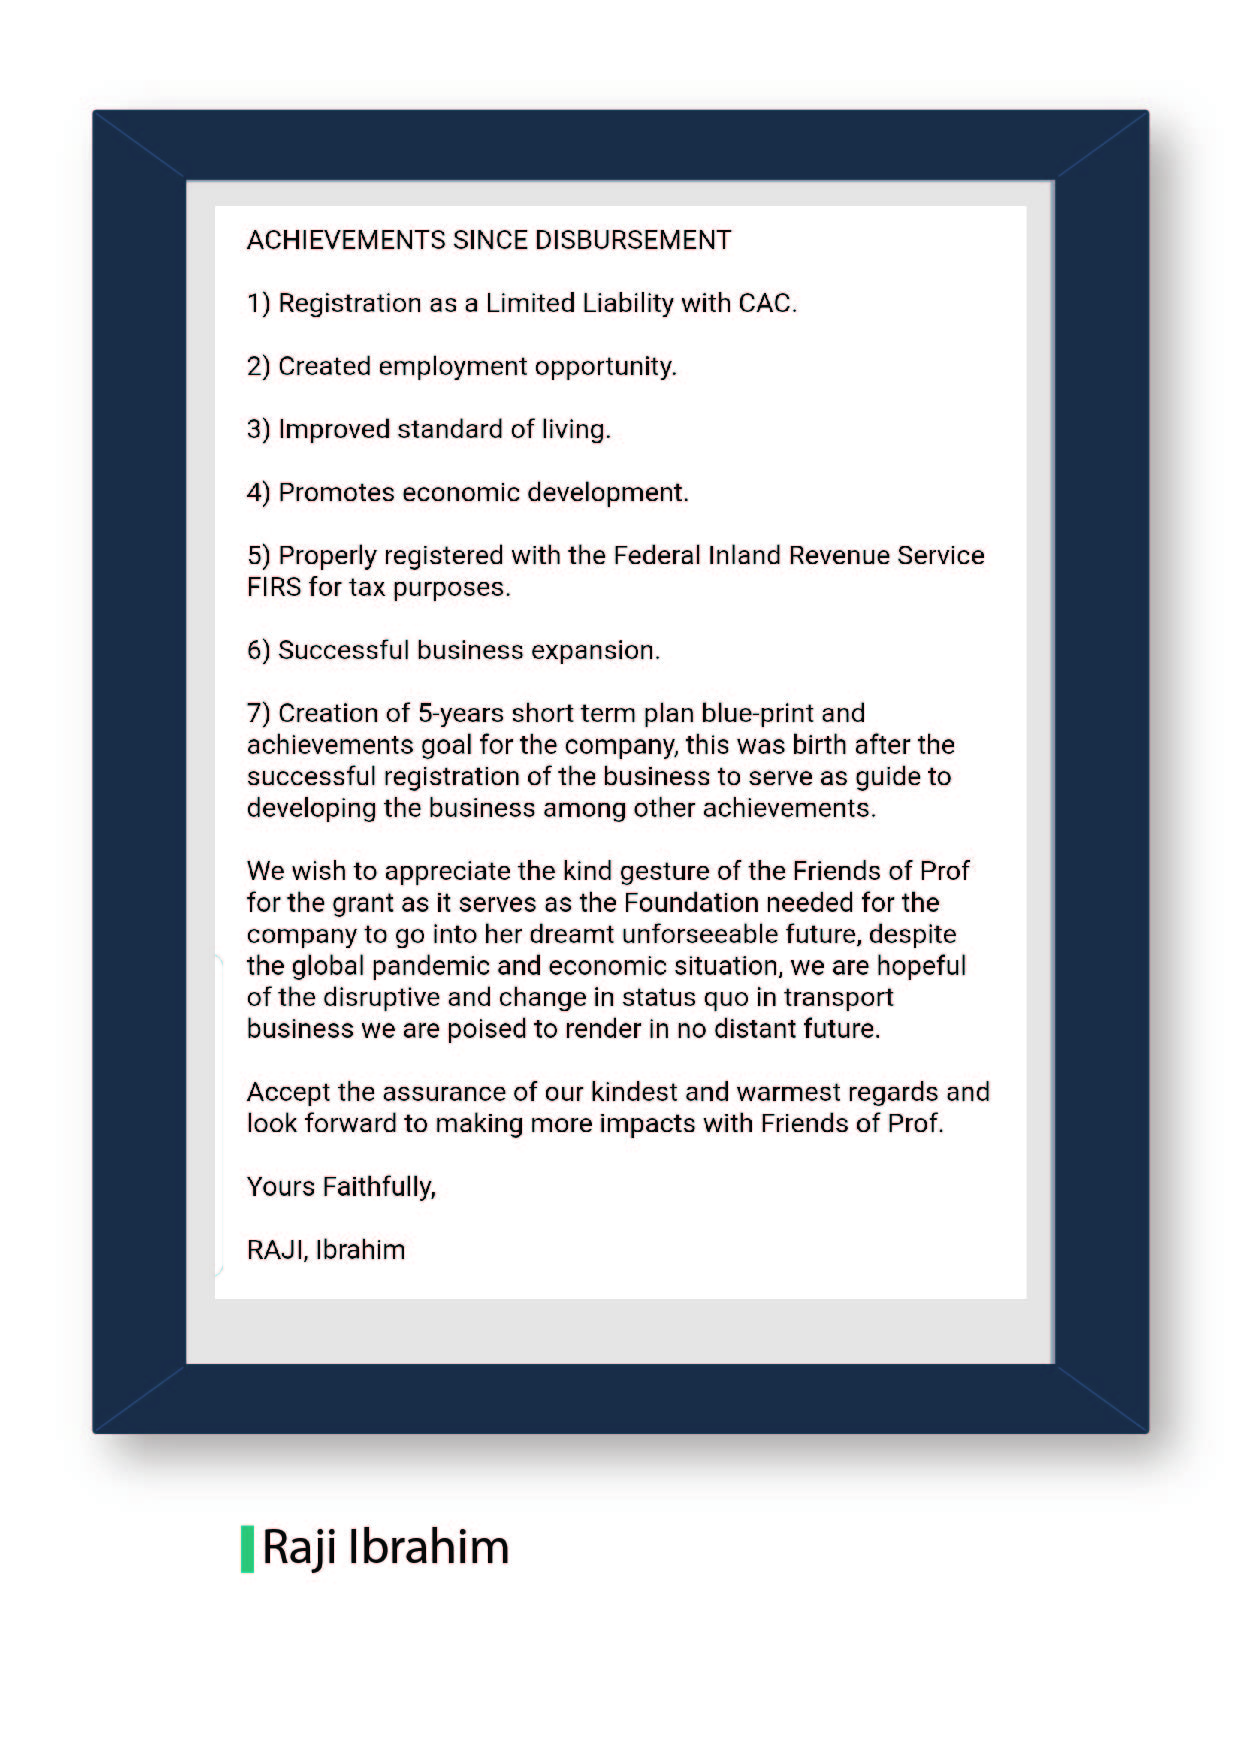 ACHIEVEMENTS SINCE DISBURSEMENT
1) Registration as a Limited Liability with CAC.
2) Created employment opportunity.
3) Improved standard of living.
4) Promotes economic development.
5) Properly registered with the Federal Inland Revenue Service
FIRS for tax purposes.
6) Successful business expansion.
7) Creation of 5-years short term plan blue-print and
achievements goal for the company, this was birth after the
successful registration of the business to serve as guide to
developing the business among other achievements.
We wish to appreciate the kind gesture of the Friends of Prof
for the grant as it serves as the Foundation needed for the
company to go into her dreamt unforseeable future, despite
the global pandemic and economic situation, we are hopeful
of the disruptive and change in status quo in transport
business we are poised to render in no distant future.
Accept the assurance of our kindest and warmest regards and
look forward to making more impacts with Friends of Prof.
Yours Faithfully,
RAJI, Ibrahim
Raji Ibrahim